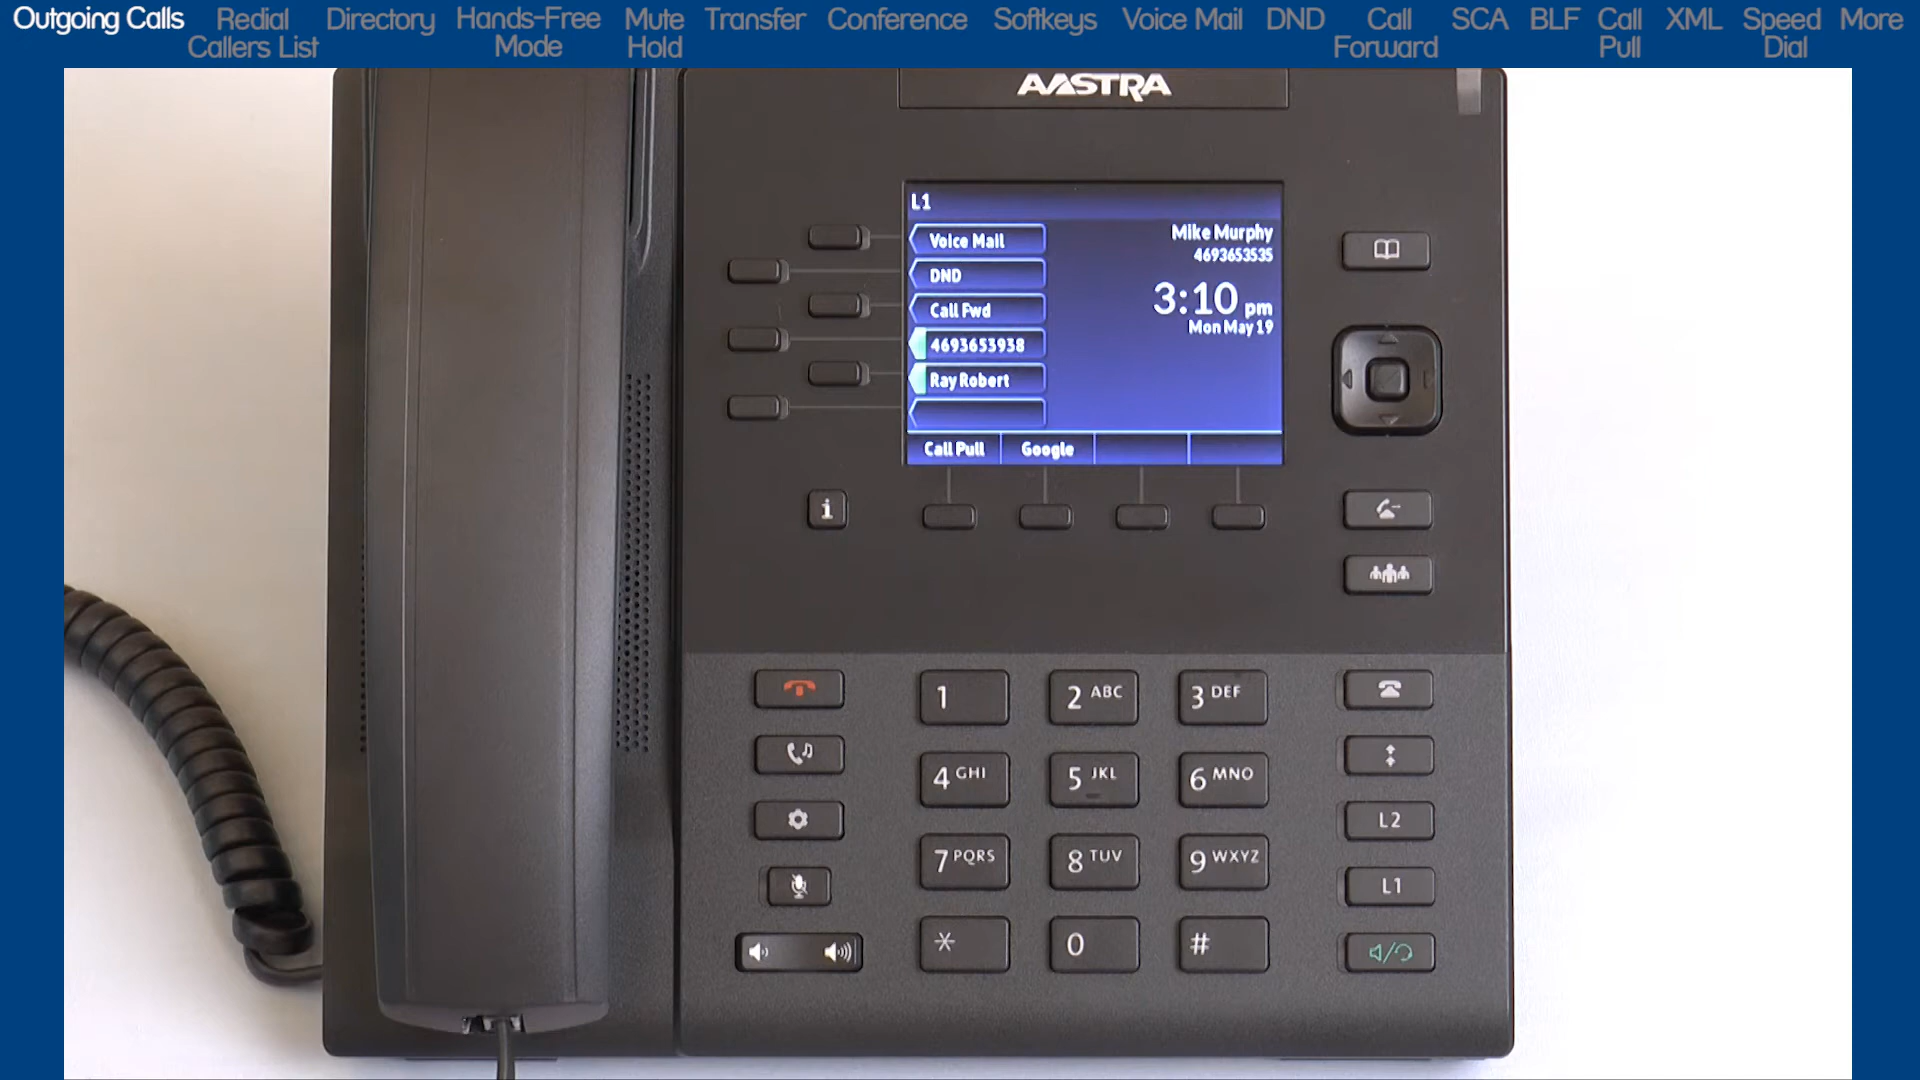 Outgoing Calls
Redial
Callers List
Directory
Hands-Free
Mode
Mute
Hold
Transfer
Conference
Softkeys
Voice Mail
DND
Call
Forward
SCA
BLF
Call
Pull
XML
Speed
Dial
More
AASTRA
L1
Voice Mail
DND
Call Fwd
4693653938
Ray Robert
Mike Murphy
4693653535
3:10 pm
Mon May 19
Call Pull
Google
i
1
2 ABC
3 DEF
4 GHI
5 JKL
6 MNO
7 PQRS
8 TUV
9 WXYZ
*
0
#
L2
L1